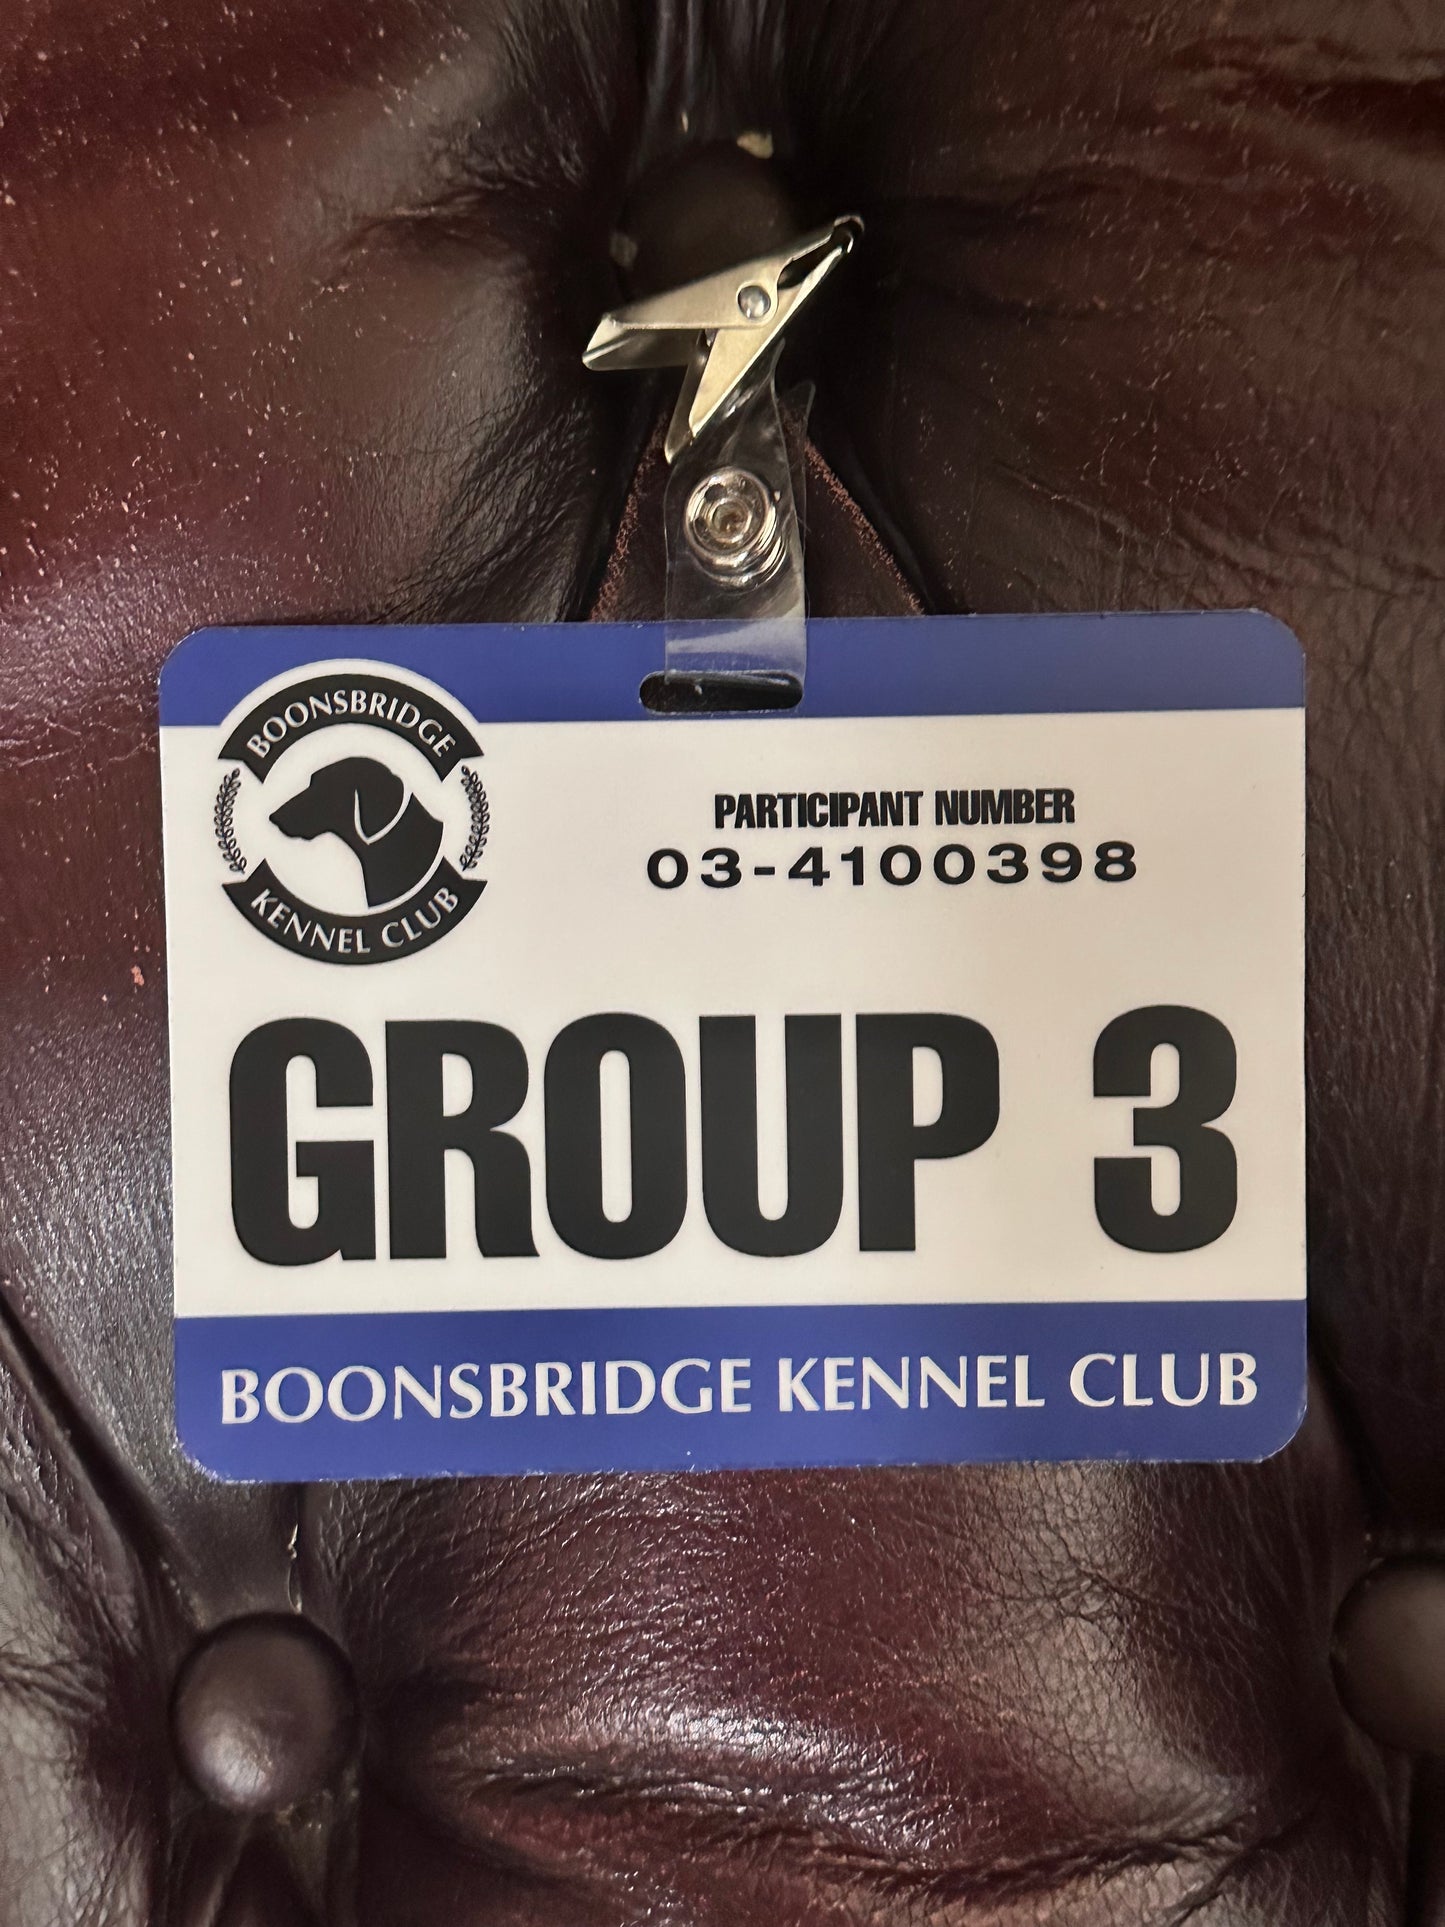 BOONSBRIDGE
KENNEL CLUB
PARTICIPANT NUMBER
03-4100398
GROUP 3
BOONSBRIDGE KENNEL CLUB